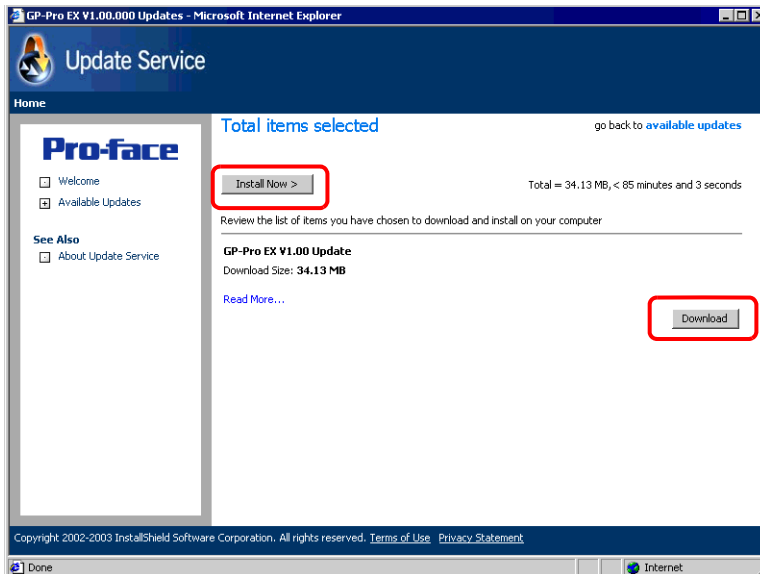 GP-Pro EX V1.00.000 Updates - Microsoft Internet Explorer
Update Service
Home
Total items selected
go back to available updates
Pro-face
Install Now >
Total = 34.13 MB, < 85 minutes and 3 seconds
Welcome
Available Updates
Review the list of items you have chosen to download and install on your computer
See Also
About Update Service
GP-Pro EX V1.00 Update
Download Size: 34.13 MB
Read More...
Download
Copyright 2002-2003 InstallShield Software Corporation. All rights reserved. Terms of Use Privacy Statement
Done
Internet